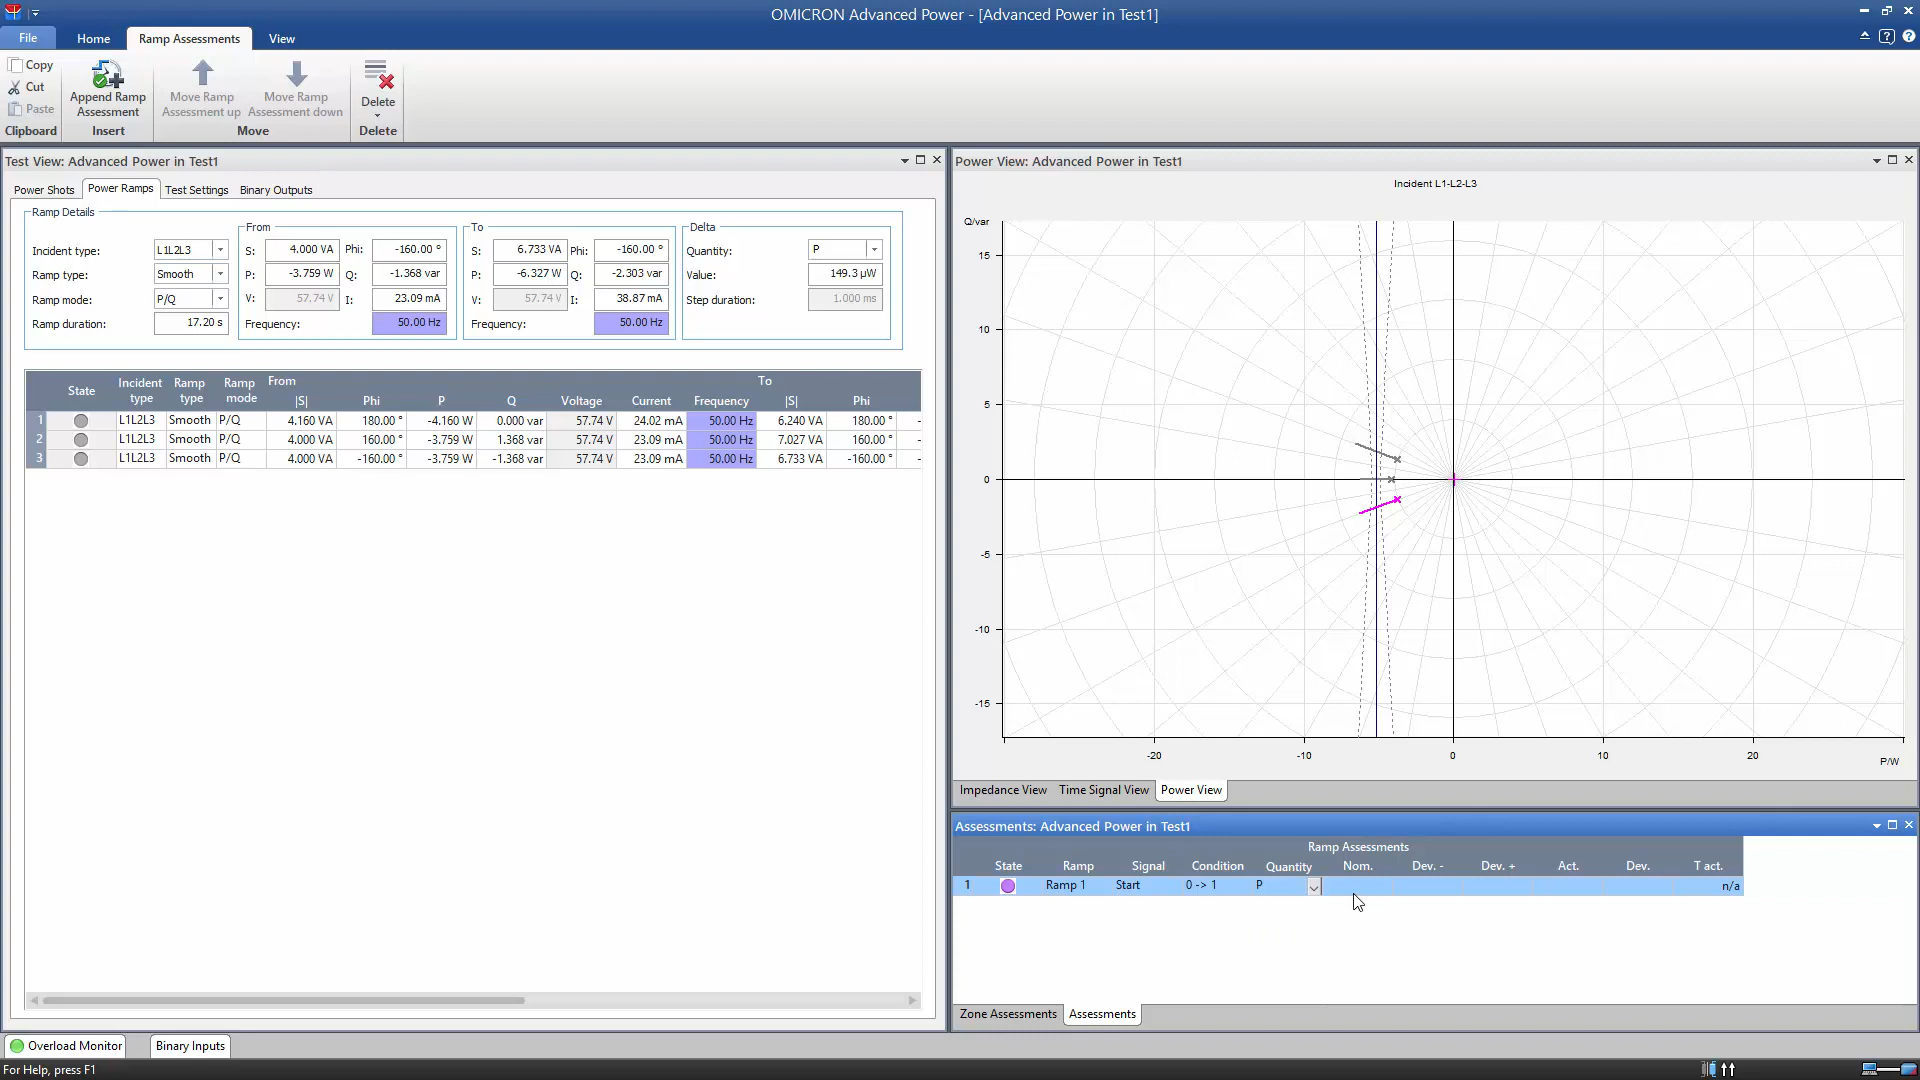 OMICRON Advanced Power - [Advanced Power in Test1]
File Home Ramp Assessments View
Copy
Cut
Paste
Clipboard
Append Ramp Assessment
Insert
Move Ramp Assessment up
Move Ramp Assessment down
Move
Delete
Delete
Test View: Advanced Power in Test1
Power Shots Power Ramps Test Settings Binary Outputs
Ramp Details
Incident type: L1L2L3
Ramp type: Smooth
Ramp mode: P/Q
Ramp duration: 17.20 s
From
S: 4.000 VA Phi: -160.00 °
P: -3.759 W Q: -1.368 var
V: 57.74 V I: 23.09 mA
Frequency: 50.00 Hz
To
S: 6.733 VA Phi: -160.00 °
P: -6.327 W Q: -2.303 var
V: 57.74 V I: 38.87 mA
Frequency: 50.00 Hz
Delta
Quantity: P
Value: 149.3 µW
Step duration: 1.000 ms
State Incident type Ramp type Ramp mode From |S| Phi P Q Voltage Current Frequency To |S| Phi
1 L1L2L3 Smooth P/Q 4.160 VA 180.00 ° -4.160 W 0.000 var 57.74 V 24.02 mA 50.00 Hz 6.240 VA 180.00 ° -
2 L1L2L3 Smooth P/Q 4.000 VA 160.00 ° -3.759 W 1.368 var 57.74 V 23.09 mA 50.00 Hz 7.027 VA 160.00 ° -
3 L1L2L3 Smooth P/Q 4.000 VA -160.00 ° -3.759 W -1.368 var 57.74 V 23.09 mA 50.00 Hz 6.733 VA -160.00 ° -
Power View: Advanced Power in Test1
Incident L1-L2-L3
Q/var
15
10
5
0
-5
-10
-15
-20 -10 0 10 20
P/W
Impedance View Time Signal View Power View
Assessments: Advanced Power in Test1
Ramp Assessments
State Ramp Signal Condition Quantity Nom. Dev. - Dev. + Act. Dev. T act.
1 Ramp 1 Start 0 -> 1 P n/a
Zone Assessments Assessments
Overload Monitor Binary Inputs
For Help, press F1